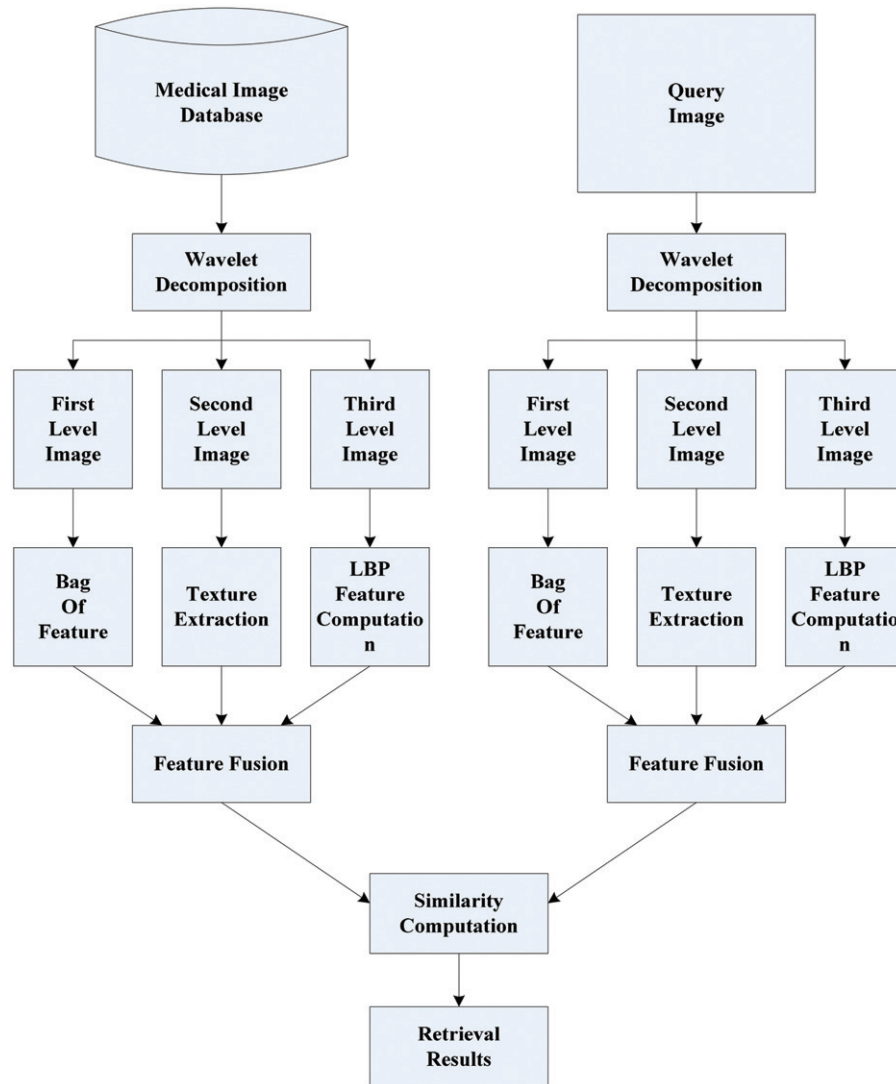 Medical Image
Database
Query
Image
Wavelet
Decomposition
Wavelet
Decomposition
First
Level
Image
Second
Level
Image
Third
Level
Image
First
Level
Image
Second
Level
Image
Third
Level
Image
Bag
Of
Feature
Texture
Extraction
LBP
Feature
Computatio
n
Bag
Of
Feature
Texture
Extraction
LBP
Feature
Computatio
n
Feature Fusion
Feature Fusion
Similarity
Computation
Retrieval
Results